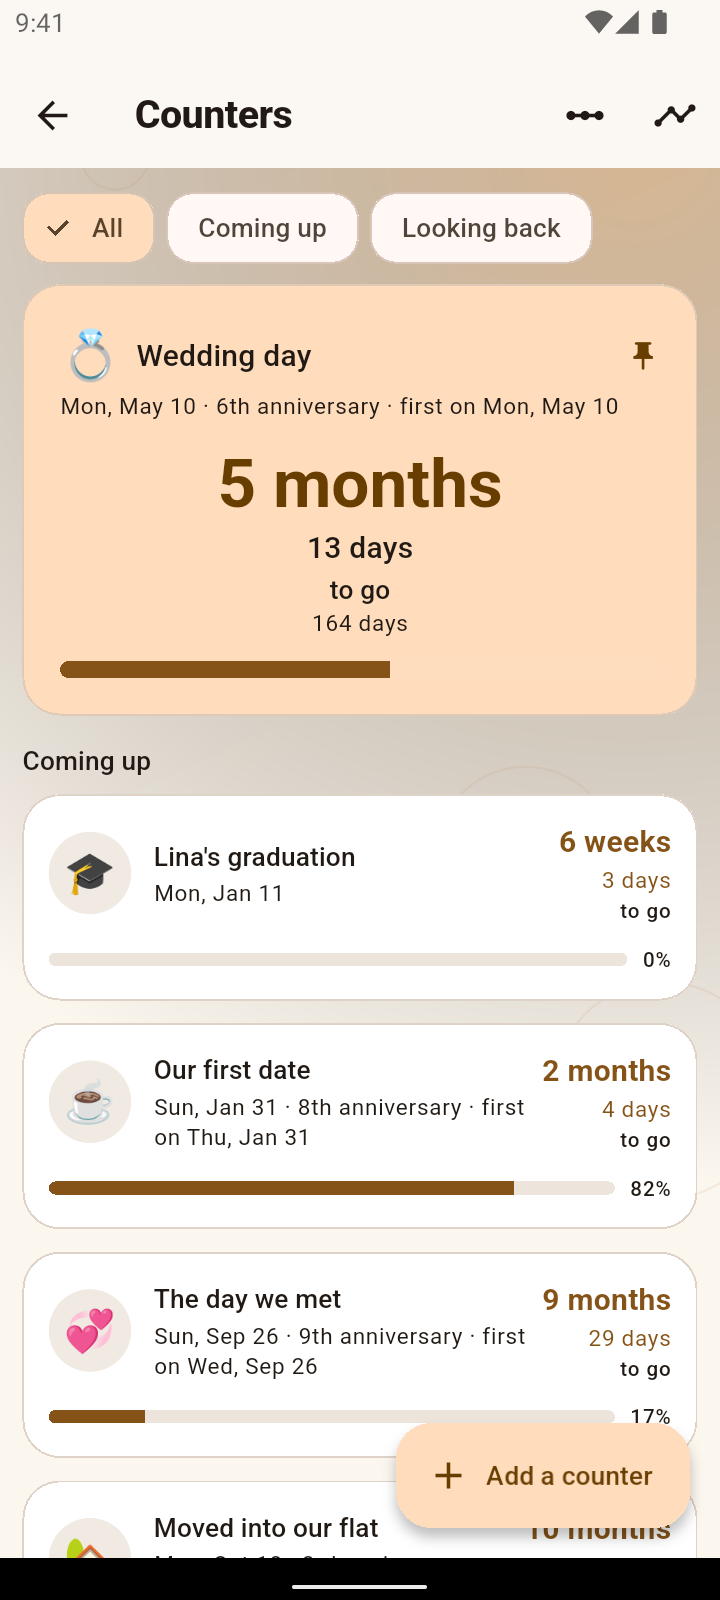 9:41
Counters
All
Coming up
Looking back
Wedding day
Mon, May 10 · 6th anniversary · first on Mon, May 10
5 months
13 days
to go
164 days
Coming up
Lina's graduation
Mon, Jan 11
6 weeks
3 days
to go
0%
Our first date
Sun, Jan 31 · 8th anniversary · first
on Thu, Jan 31
2 months
4 days
to go
82%
The day we met
Sun, Sep 26 · 9th anniversary · first
on Wed, Sep 26
9 months
29 days
to go
17%
Add a counter
Moved into our flat
10 months